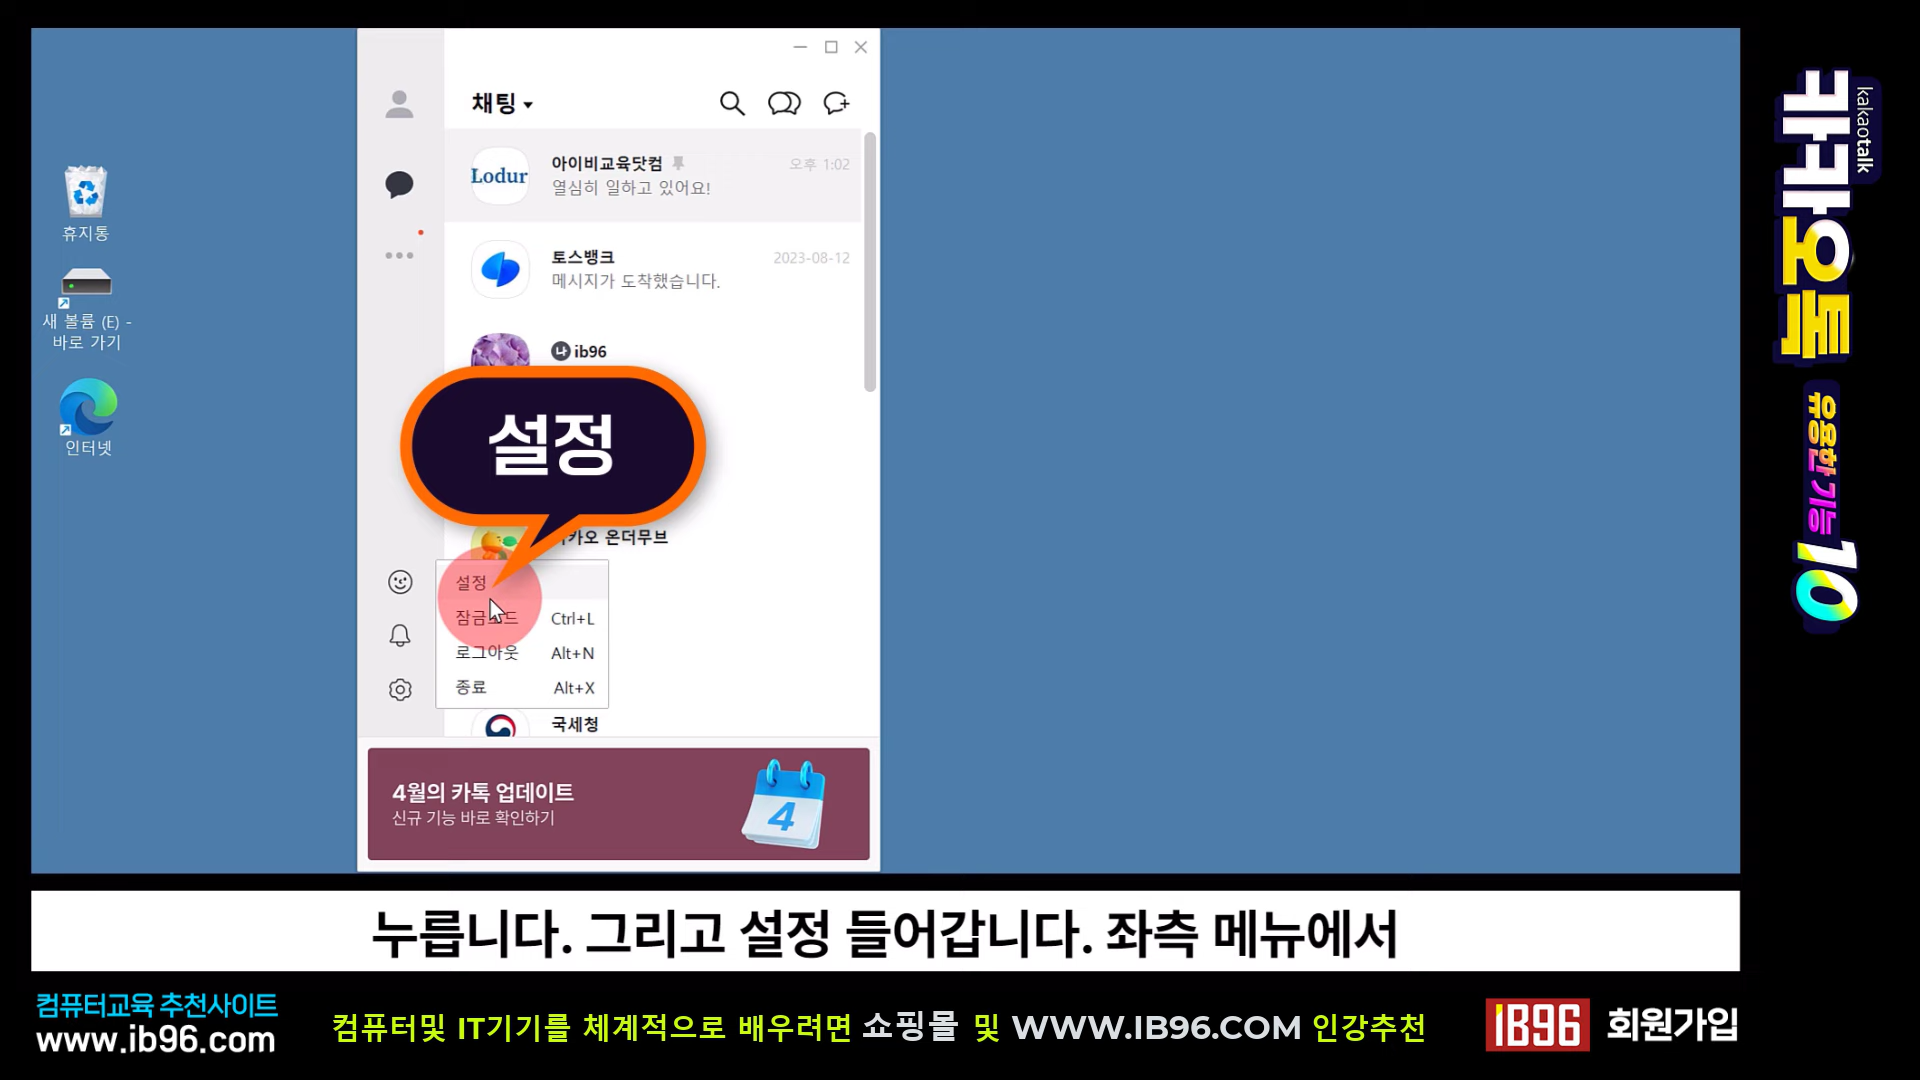 채팅
아이비교육닷컴
오후 1:02
Lodur
열심히 일하고 있어요!
토스뱅크
2023-08-12
메시지가 도착했습니다.
나 ib96
휴지통
새 볼륨 (E) -
바로 가기
인터넷
설정
카오 온더무브
설정
잠금모드 Ctrl+L
로그아웃 Alt+N
종료 Alt+X
국세청
4월의 카톡 업데이트
신규 기능 바로 확인하기
4
kakaotalk
카카오톡
유용한 기능
10
누릅니다. 그리고 설정 들어갑니다. 좌측 메뉴에서
컴퓨터교육 추천사이트
www.ib96.com
컴퓨터및 IT기기를 체계적으로 배우려면 쇼핑몰 및 WWW.IB96.COM 인강추천
IB96 회원가입